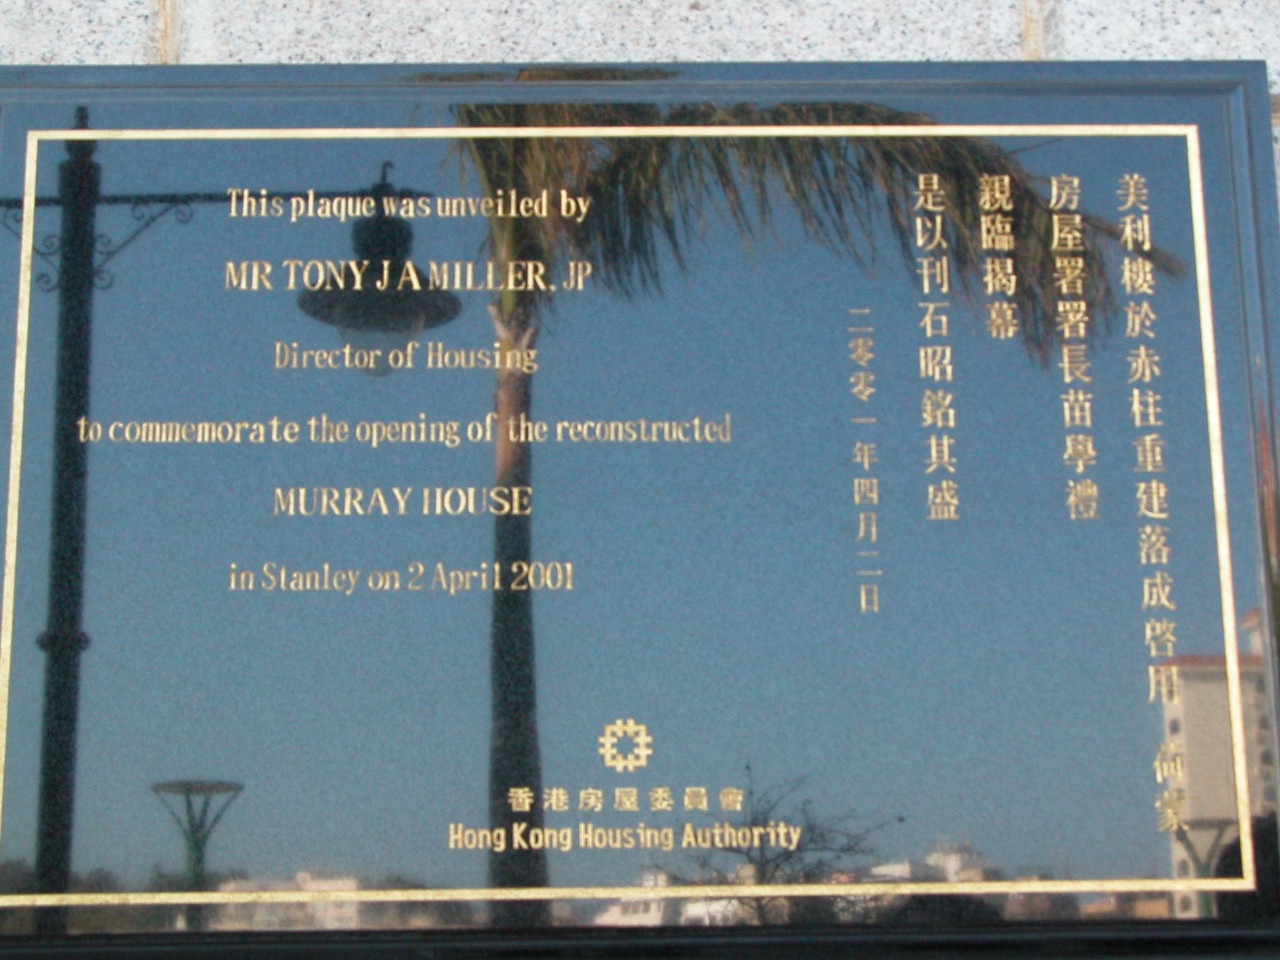 This plaque was unveiled by
MR TONY J A MILLER, JP
Director of Housing
to commemorate the opening of the reconstructed
MURRAY HOUSE
in Stanley on 2 April 2001
美利樓於赤柱重建落成啓用 荷蒙
房屋署署長苗學禮
親臨揭幕
是以刊石昭銘其盛
二零零一年四月二日
香港房屋委員會
Hong Kong Housing Authority